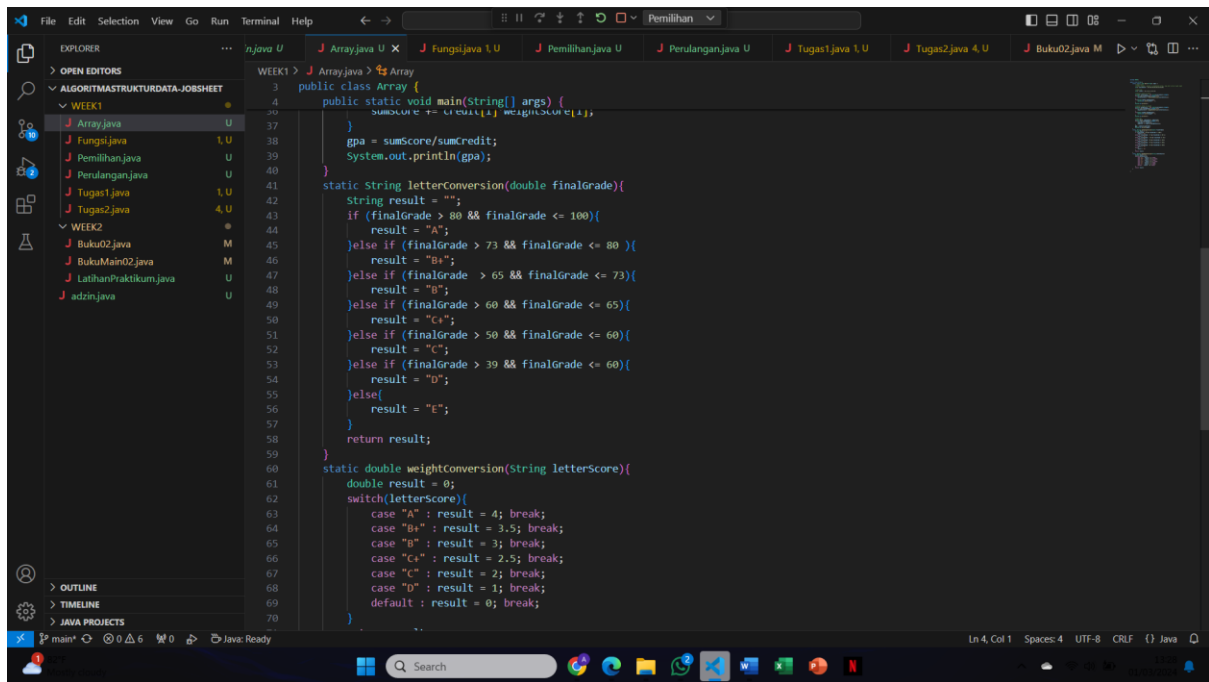 File Edit Selection View Go Run Terminal Help
Pemilihan
EXPLORER
n.java U
Array.java U
Fungsi.java 1, U
Pemilihan.java U
Perulangan.java U
Tugas1.java 1, U
Tugas2.java 4, U
Buku02.java M
OPEN EDITORS
ALGORITMASTRUKTURDATA-JOBSHEET
WEEK1
Array.java U
Fungsi.java 1, U
Pemilihan.java U
Perulangan.java U
Tugas1.java 1, U
Tugas2.java 4, U
WEEK2
Buku02.java M
BukuMain02.java M
LatihanPraktikum.java U
adzin.java U
OUTLINE
TIMELINE
JAVA PROJECTS
10
2
WEEK1 > Array.java > Array
3 public class Array {
4 public static void main(String[] args) {
36 sumScore += credit[i]*weightScore[i];
37 }
38 gpa = sumScore/sumCredit;
39 System.out.println(gpa);
40 }
41 static String letterConversion(double finalGrade){
42 String result = "";
43 if (finalGrade > 80 && finalGrade <= 100){
44 result = "A";
45 }else if (finalGrade > 73 && finalGrade <= 80 ){
46 result = "B+";
47 }else if (finalGrade  > 65 && finalGrade <= 73){
48 result = "B";
49 }else if (finalGrade > 60 && finalGrade <= 65){
50 result = "C+";
51 }else if (finalGrade > 50 && finalGrade <= 60){
52 result = "C";
53 }else if (finalGrade > 39 && finalGrade <= 60){
54 result = "D";
55 }else{
56 result = "E";
57 }
58 return result;
59 }
60 static double weightConversion(String letterScore){
61 double result = 0;
62 switch(letterScore){
63 case "A" : result = 4; break;
64 case "B+" : result = 3.5; break;
65 case "B" : result = 3; break;
66 case "C+" : result = 2.5; break;
67 case "C" : result = 2; break;
68 case "D" : result = 1; break;
69 default : result = 0; break;
70 }
main* 0 6 0 Java: Ready
Ln 4, Col 1 Spaces: 4 UTF-8 CRLF {} Java
1
Search
2